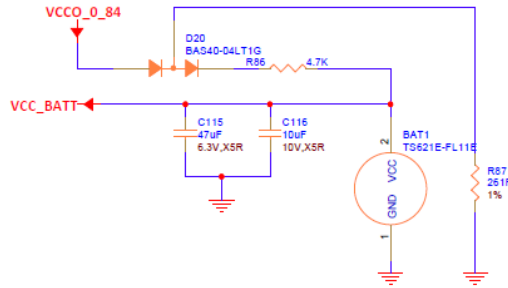 VCCO_0_84
D20
BAS40-04LT1G
R86 4.7K
VCC_BATT
C115
47uF
6.3V,X5R
C116
10uF
10V,X5R
BAT1
TS621E-FL11E
2
VCC
GND
1
R87
1%